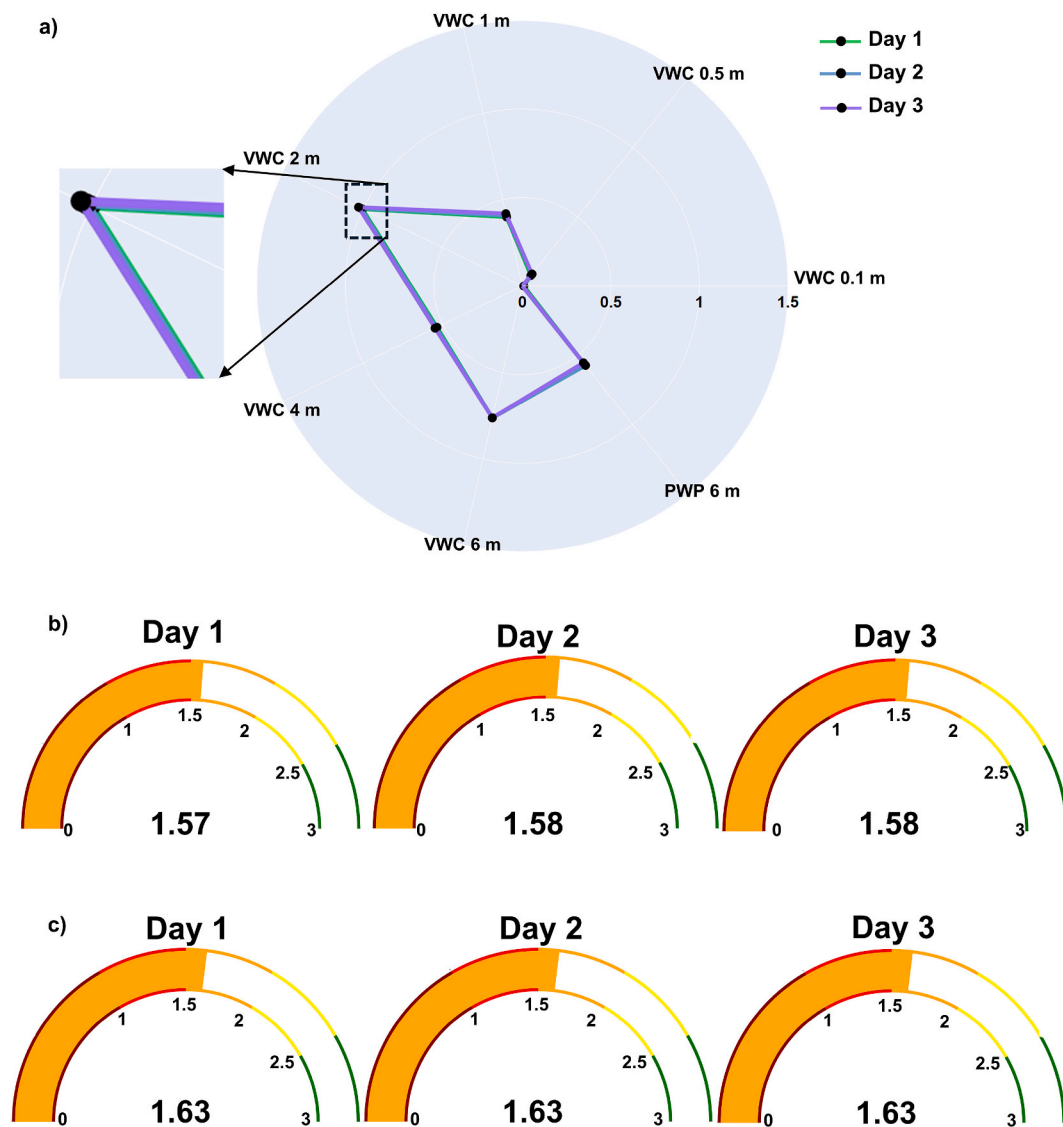 a)
VWC 1 m
Day 1
VWC 0.5 m
Day 2
Day 3
VWC 2 m
VWC 0.1 m
0 0.5 1 1.5
VWC 4 m
PWP 6 m
VWC 6 m
b)
Day 1 Day 2 Day 3
1.5 1.5 1.5
1 2 1 2 1 2
2.5 2.5 2.5
0 1.57 3 0 1.58 3 0 1.58 3
c)
Day 1 Day 2 Day 3
1.5 1.5 1.5
1 2 1 2 1 2
2.5 2.5 2.5
0 1.63 3 0 1.63 3 0 1.63 3